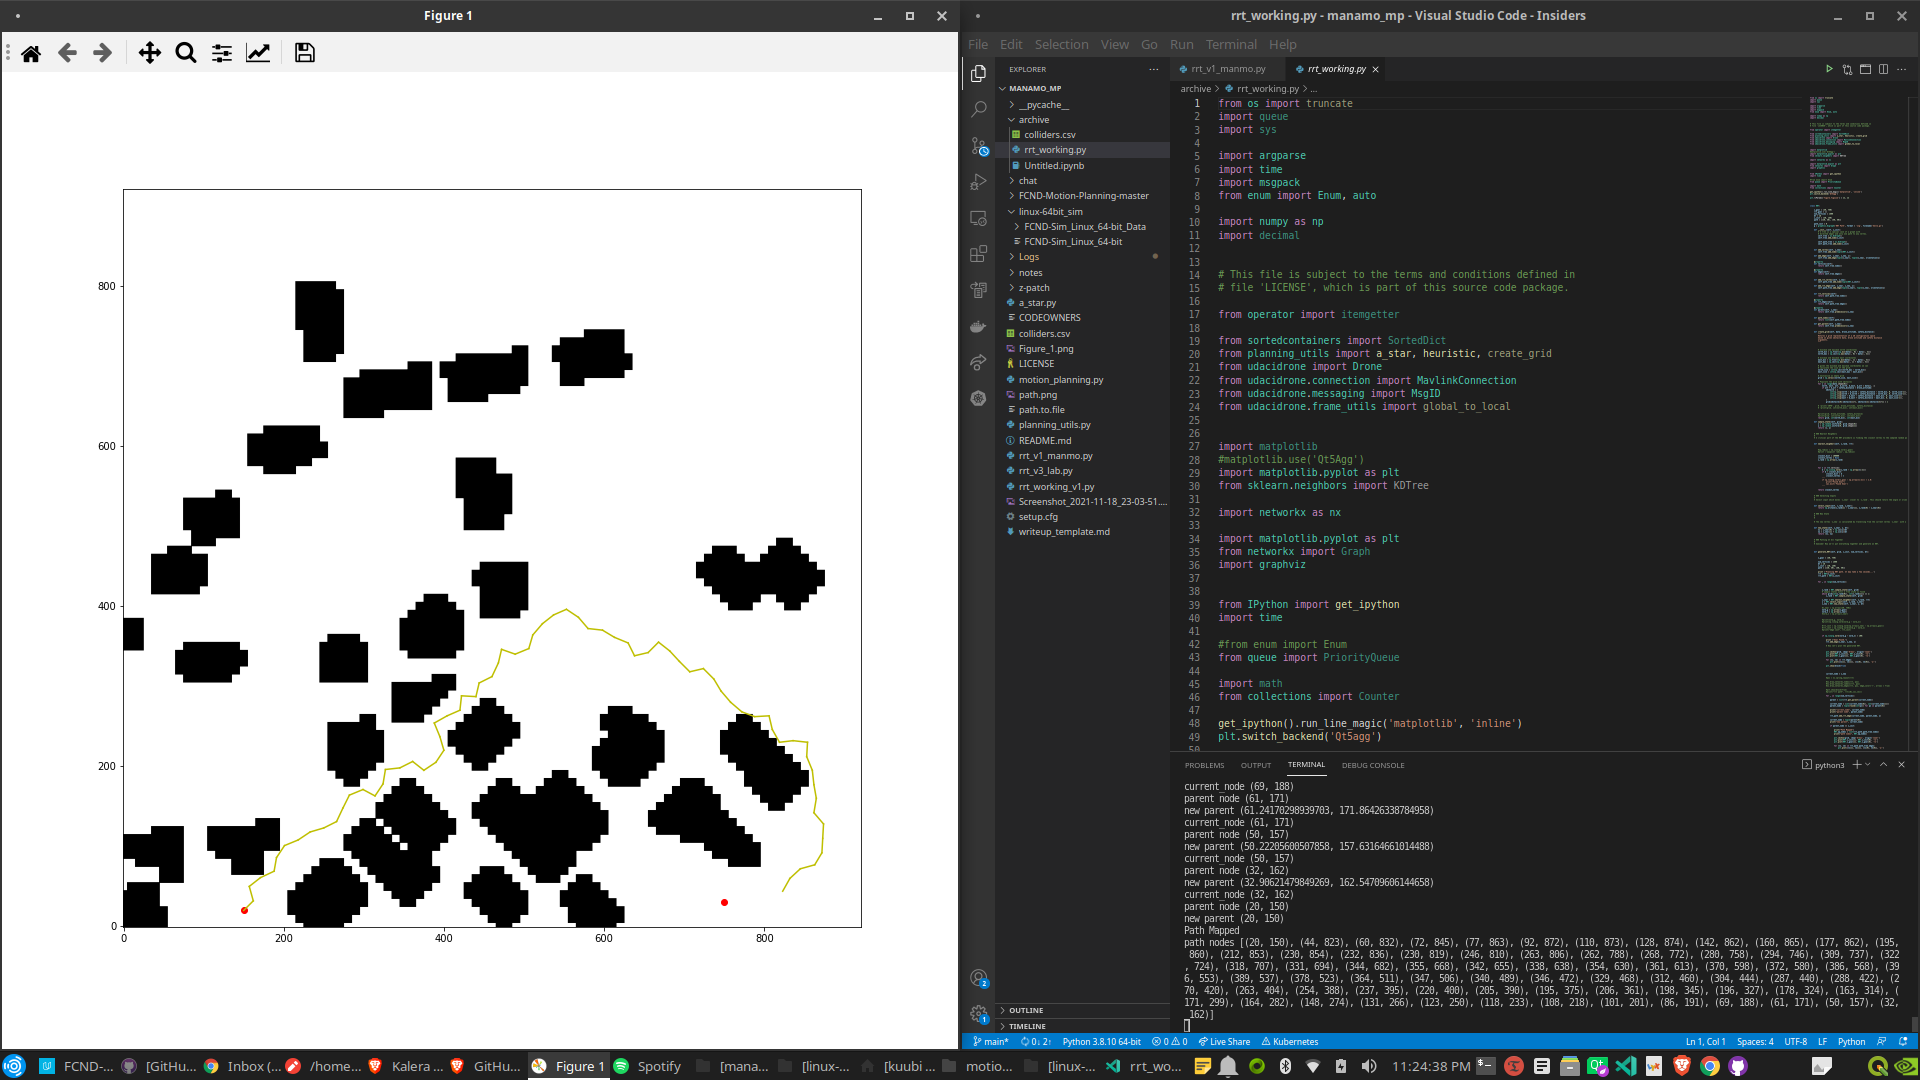 Figure 1
rrt_working.py - manamo_mp - Visual Studio Code - Insiders
File Edit Selection View Go Run Terminal Help
800
600
400
200
0
0 200 400 600 800
EXPLORER
MANAMO_MP
__pycache__
archive
colliders.csv
rrt_working.py
Untitled.ipynb
chat
FCND-Motion-Planning-master
linux-64bit_sim
FCND-Sim_Linux_64-bit_Data
FCND-Sim_Linux_64-bit
Logs
notes
z-patch
a_star.py
CODEOWNERS
colliders.csv
Figure_1.png
LICENSE
motion_planning.py
path.png
path.to.file
planning_utils.py
README.md
rrt_v1_manmo.py
rrt_v3_lab.py
rrt_working_v1.py
Screenshot_2021-11-18_23-03-51....
setup.cfg
writeup_template.md
OUTLINE
TIMELINE
rrt_v1_manmo.py rrt_working.py
archive > rrt_working.py > ...
1 from os import truncate
2 import queue
3 import sys
4
5 import argparse
6 import time
7 import msgpack
8 from enum import Enum, auto
9
10 import numpy as np
11 import decimal
12
13
14 # This file is subject to the terms and conditions defined in
15 # file 'LICENSE', which is part of this source code package.
16
17 from operator import itemgetter
18
19 from sortedcontainers import SortedDict
20 from planning_utils import a_star, heuristic, create_grid
21 from udacidrone import Drone
22 from udacidrone.connection import MavlinkConnection
23 from udacidrone.messaging import MsgID
24 from udacidrone.frame_utils import global_to_local
25
26
27 import matplotlib
28 #matplotlib.use('Qt5Agg')
29 import matplotlib.pyplot as plt
30 from sklearn.neighbors import KDTree
31
32 import networkx as nx
33
34 import matplotlib.pyplot as plt
35 from networkx import Graph
36 import graphviz
37
38
39 from IPython import get_ipython
40 import time
41
42 #from enum import Enum
43 from queue import PriorityQueue
44
45 import math
46 from collections import Counter
47
48 get_ipython().run_line_magic('matplotlib', 'inline')
49 plt.switch_backend('Qt5agg')
50
PROBLEMS OUTPUT TERMINAL DEBUG CONSOLE python3
current_node (69, 188)
parent node (61, 171)
new parent (61.24170298939703, 171.86426338784958)
current_node (61, 171)
parent node (50, 157)
new parent (50.22205600507858, 157.63164661014488)
current_node (50, 157)
parent node (32, 162)
new parent (32.90621479849269, 162.54709606144658)
current_node (32, 162)
parent node (20, 150)
new parent (20, 150)
Path Mapped
path nodes [(20, 150), (44, 823), (60, 832), (72, 845), (77, 863), (92, 872), (110, 873), (128, 874), (142, 862), (160, 865), (177, 862), (195,
860), (212, 853), (230, 854), (232, 836), (230, 819), (246, 810), (263, 806), (262, 788), (268, 772), (280, 758), (294, 746), (309, 737), (322
, 724), (318, 707), (331, 694), (344, 682), (355, 668), (342, 655), (338, 638), (354, 630), (361, 613), (370, 598), (372, 580), (386, 568), (39
6, 553), (389, 537), (378, 523), (364, 511), (347, 506), (340, 489), (346, 472), (329, 468), (312, 460), (304, 444), (287, 440), (288, 422), (2
70, 420), (263, 404), (254, 388), (237, 395), (220, 400), (205, 390), (195, 375), (206, 361), (198, 345), (196, 327), (178, 324), (163, 314), (
171, 299), (164, 282), (148, 274), (131, 266), (123, 250), (118, 233), (108, 218), (101, 201), (86, 191), (69, 188), (61, 171), (50, 157), (32,
162)]
main* 0↓ 2↑ Python 3.8.10 64-bit 0 0 Live Share Kubernetes Ln 1, Col 1 Spaces: 4 UTF-8 LF Python
FCND-... [GitHu... Inbox (... /home... Kalera ... GitHu... Figure 1 Spotify [mana... [linux-... [kuubi ... motio... [linux-... rrt_wo... 11:24:38 PM